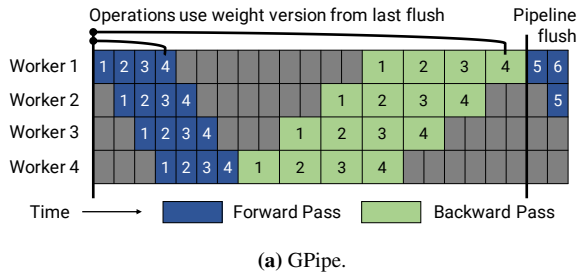 Operations use weight version from last flush
Pipeline flush
Worker 1 1 2 3 4 1 2 3 4 5 6
Worker 2 1 2 3 4 1 2 3 4 5
Worker 3 1 2 3 4 1 2 3 4
Worker 4 1 2 3 4 1 2 3 4
Time Forward Pass Backward Pass
(a) GPipe.